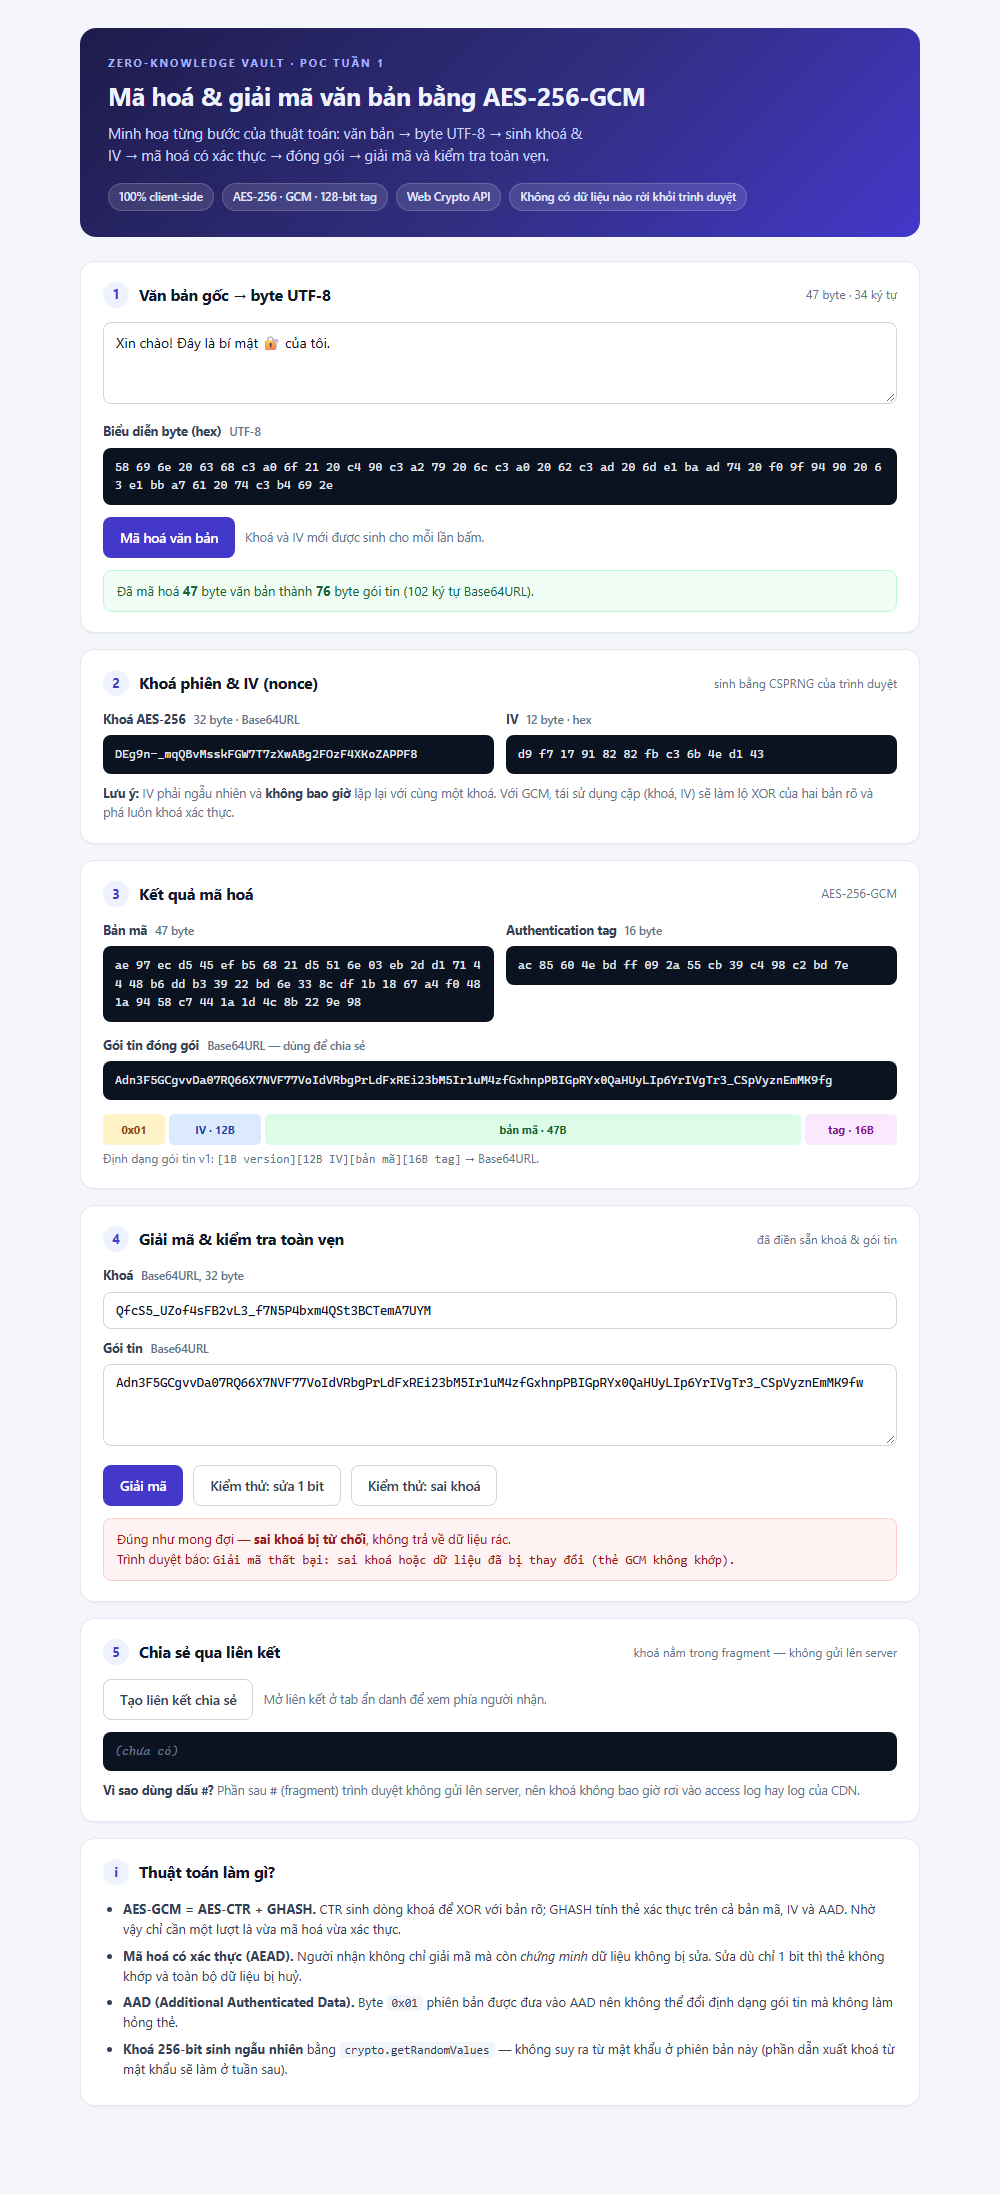 ZERO-KNOWLEDGE VAULT · POC TUẦN 1
Mã hoá & giải mã văn bản bằng AES-256-GCM
Minh hoạ từng bước của thuật toán: văn bản → byte UTF-8 → sinh khoá &
IV → mã hoá có xác thực → đóng gói → giải mã và kiểm tra toàn vẹn.
100% client-side
AES-256 · GCM · 128-bit tag
Web Crypto API
Không có dữ liệu nào rời khỏi trình duyệt
1
Văn bản gốc → byte UTF-8
47 byte · 34 ký tự
Xin chào! Đây là bí mật 🔐 của tôi.
Biểu diễn byte (hex) UTF-8
58 69 6e 20 63 68 c3 a0 6f 21 20 c4 90 c3 a2 79 20 6c c3 a0 20 62 c3 ad 20 6d e1 ba ad 74 20 f0 9f 94 90 20 6
3 e1 bb a7 61 20 74 c3 b4 69 2e
Mã hoá văn bản
Khoá và IV mới được sinh cho mỗi lần bấm.
Đã mã hoá 47 byte văn bản thành 76 byte gói tin (102 ký tự Base64URL).
2
Khoá phiên & IV (nonce)
sinh bằng CSPRNG của trình duyệt
Khoá AES-256 32 byte · Base64URL
DEg9n-_mqQBvMsskFGW7T7zXwABg2FOzF4XKoZAPPF8
IV 12 byte · hex
d9 f7 17 91 82 82 fb c3 6b 4e d1 43
Lưu ý: IV phải ngẫu nhiên và không bao giờ lặp lại với cùng một khoá. Với GCM, tái sử dụng cặp (khoá, IV) sẽ làm lộ XOR của hai bản rõ và
phá luôn khoá xác thực.
3
Kết quả mã hoá
AES-256-GCM
Bản mã 47 byte
ae 97 ec d5 45 ef b5 68 21 d5 51 6e 03 eb 2d d1 71 4
4 48 b6 dd b3 39 22 bd 6e 33 8c df 1b 18 67 a4 f0 48
1a 94 58 c7 44 1a 1d 4c 8b 22 9e 98
Authentication tag 16 byte
ac 85 60 4e bd ff 09 2a 55 cb 39 c4 98 c2 bd 7e
Gói tin đóng gói Base64URL — dùng để chia sẻ
Adn3F5GCgvvDa07RQ66X7NVF77VoIdVRbgPrLdFxREi23bM5Ir1uM4zfGxhnpPBIGpRYx0QaHUyLIp6YrIVgTr3_CSpVyznEmMK9fg
0x01
IV · 12B
bản mã · 47B
tag · 16B
Định dạng gói tin v1: [1B version][12B IV][bản mã][16B tag] → Base64URL.
4
Giải mã & kiểm tra toàn vẹn
đã điền sẵn khoá & gói tin
Khoá Base64URL, 32 byte
QfcS5_UZof4sFB2vL3_f7N5P4bxm4QSt3BCTemA7UYM
Gói tin Base64URL
Adn3F5GCgvvDa07RQ66X7NVF77VoIdVRbgPrLdFxREi23bM5Ir1uM4zfGxhnpPBIGpRYx0QaHUyLIp6YrIVgTr3_CSpVyznEmMK9fw
Giải mã
Kiểm thử: sửa 1 bit
Kiểm thử: sai khoá
Đúng như mong đợi — sai khoá bị từ chối, không trả về dữ liệu rác.
Trình duyệt báo: Giải mã thất bại: sai khoá hoặc dữ liệu đã bị thay đổi (thẻ GCM không khớp).
5
Chia sẻ qua liên kết
khoá nằm trong fragment — không gửi lên server
Tạo liên kết chia sẻ
Mở liên kết ở tab ẩn danh để xem phía người nhận.
(chưa có)
Vì sao dùng dấu #? Phần sau # (fragment) trình duyệt không gửi lên server, nên khoá không bao giờ rơi vào access log hay log của CDN.
i
Thuật toán làm gì?
• AES-GCM = AES-CTR + GHASH. CTR sinh dòng khoá để XOR với bản rõ; GHASH tính thẻ xác thực trên cả bản mã, IV và AAD. Nhờ
vậy chỉ cần một lượt là vừa mã hoá vừa xác thực.
• Mã hoá có xác thực (AEAD). Người nhận không chỉ giải mã mà còn chứng minh dữ liệu không bị sửa. Sửa dù chỉ 1 bit thì thẻ không
khớp và toàn bộ dữ liệu bị huỷ.
• AAD (Additional Authenticated Data). Byte 0x01 phiên bản được đưa vào AAD nên không thể đổi định dạng gói tin mà không làm
hỏng thẻ.
• Khoá 256-bit sinh ngẫu nhiên bằng crypto.getRandomValues — không suy ra từ mật khẩu ở phiên bản này (phần dẫn xuất khoá từ
mật khẩu sẽ làm ở tuần sau).